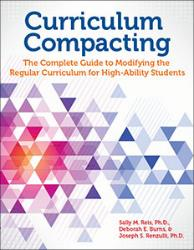 Curriculum
Compacting
The Complete Guide to Modifying the
Regular Curriculum for High-Ability Students
Sally M. Reis, Ph.D.,
Deborah E. Burns, &
Joseph S. Renzulli, Ph.D.